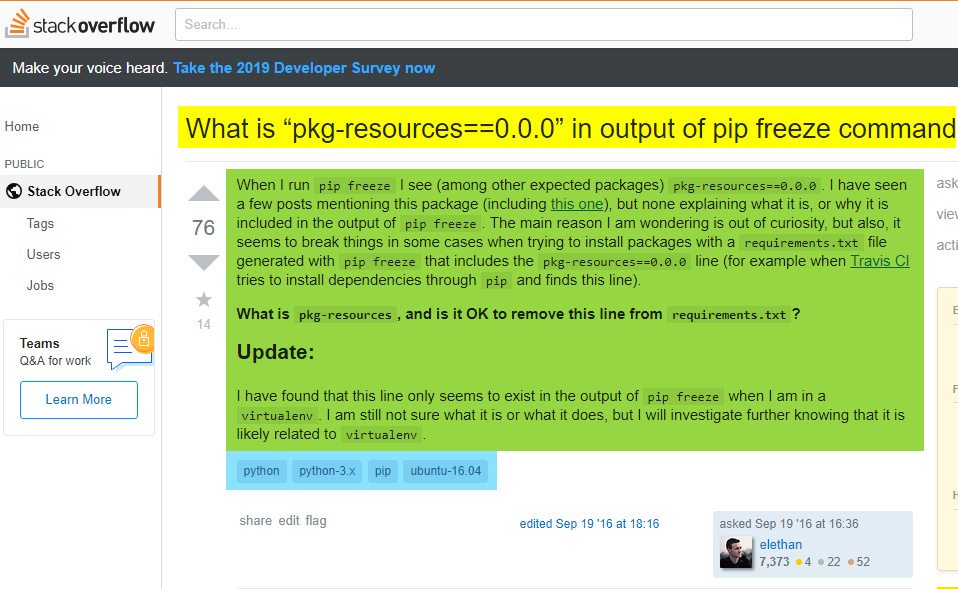 stackoverflow
Search...
Make your voice heard. Take the 2019 Developer Survey now
Home
PUBLIC
Stack Overflow
Tags
Users
Jobs
Teams
Q&A for work
Learn More
What is “pkg-resources==0.0.0” in output of pip freeze command
76
14
When I run pip freeze I see (among other expected packages) pkg-resources==0.0.0. I have seen
a few posts mentioning this package (including this one), but none explaining what it is, or why it is
included in the output of pip freeze. The main reason I am wondering is out of curiosity, but also, it
seems to break things in some cases when trying to install packages with a requirements.txt file
generated with pip freeze that includes the pkg-resources==0.0.0 line (for example when Travis CI
tries to install dependencies through pip and finds this line).
What is pkg-resources, and is it OK to remove this line from requirements.txt?
Update:
I have found that this line only seems to exist in the output of pip freeze when I am in a
virtualenv. I am still not sure what it is or what it does, but I will investigate further knowing that it is
likely related to virtualenv.
python python-3.x pip ubuntu-16.04
share edit flag
edited Sep 19 '16 at 18:16
asked Sep 19 '16 at 16:36
elethan
7,373 4 22 52